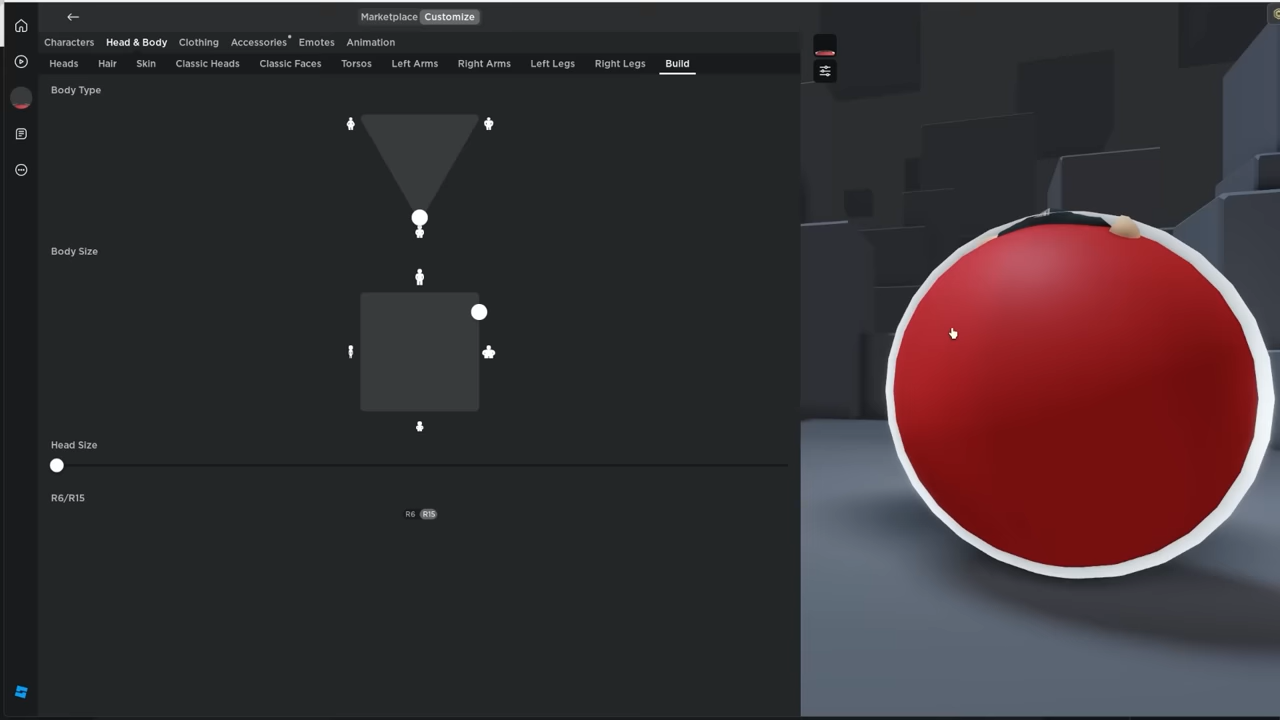 Marketplace Customize
Characters Head & Body Clothing Accessories Emotes Animation
Heads Hair Skin Classic Heads Classic Faces Torsos Left Arms Right Arms Left Legs Right Legs Build
Body Type
Body Size
Head Size
R6/R15
R6 R15